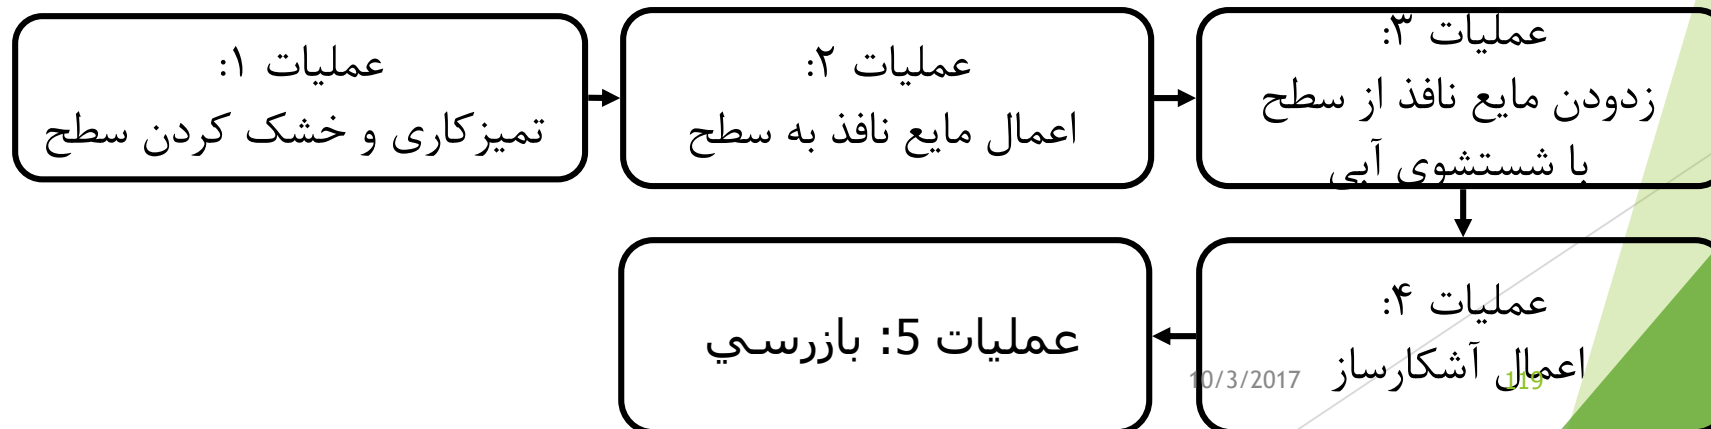 عملیات ۱:
تمیزکاری و خشک کردن سطح
عملیات ۲:
اعمال مایع نافذ به سطح
عملیات ۳:
زدودن مایع نافذ از سطح
با شستشوی آبی
عملیات ۴:
اعمال آشکارساز
عملیات 5: بازرسي
10/3/2017
119